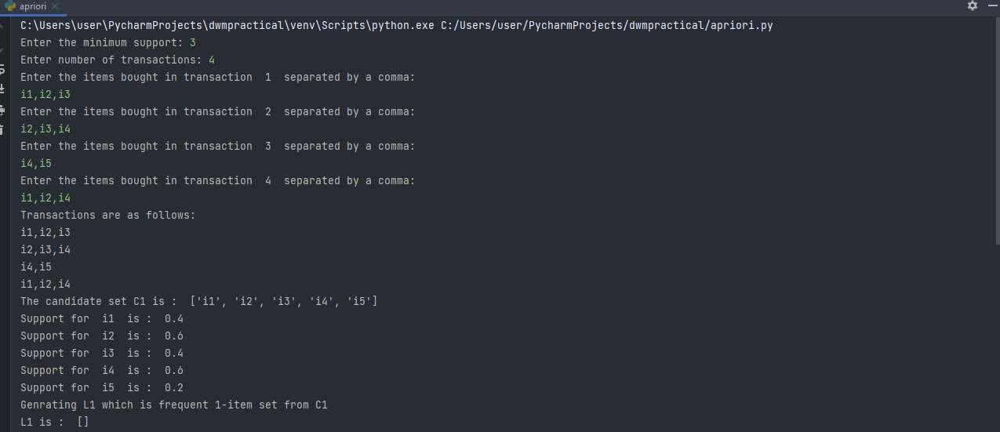 apriori
C:\Users\user\PycharmProjects\dwmpractical\venv\Scripts\python.exe C:/Users/user/PycharmProjects/dwmpractical/apriori.py
Enter the minimum support: 3
Enter number of transactions: 4
Enter the items bought in transaction  1  separated by a comma:
i1,i2,i3
Enter the items bought in transaction  2  separated by a comma:
i2,i3,i4
Enter the items bought in transaction  3  separated by a comma:
i4,i5
Enter the items bought in transaction  4  separated by a comma:
i1,i2,i4
Transactions are as follows:
i1,i2,i3
i2,i3,i4
i4,i5
i1,i2,i4
The candidate set C1 is :  ['i1', 'i2', 'i3', 'i4', 'i5']
Support for  i1  is :  0.4
Support for  i2  is :  0.6
Support for  i3  is :  0.4
Support for  i4  is :  0.6
Support for  i5  is :  0.2
Genrating L1 which is frequent 1-item set from C1
L1 is :  []